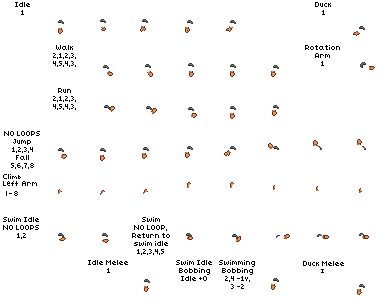 Idle
1
Duck
1
Walk
2,1,2,3,
4,5,4,3,
Rotation
Arm
1
Run
2,1,2,3,
4,5,4,3,
NO LOOPS
Jump
1,2,3,4
Fall
5,6,7,8
Climb
Left Arm
1-8
Swim Idle
NO LOOPS
1,2
Swim
NO LOOP,
Return to
swim idle
1,2,3,4,5
Swim Idle
Bobbing
Idle +0
Swimming
Bobbing
2,4 -1v,
3 -2
Idle Melee
1
Duck Melee
1